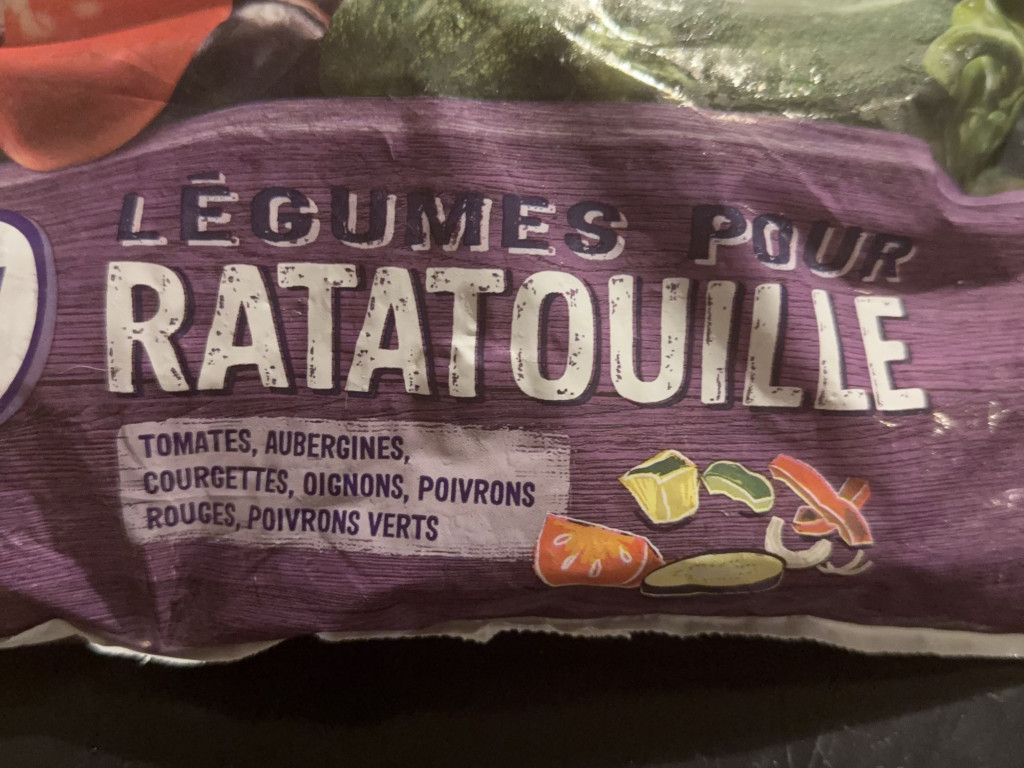 LÉGUMES POUR
RATATOUILLE
TOMATES, AUBERGINES,
COURGETTES, OIGNONS, POIVRONS
ROUGES, POIVRONS VERTS